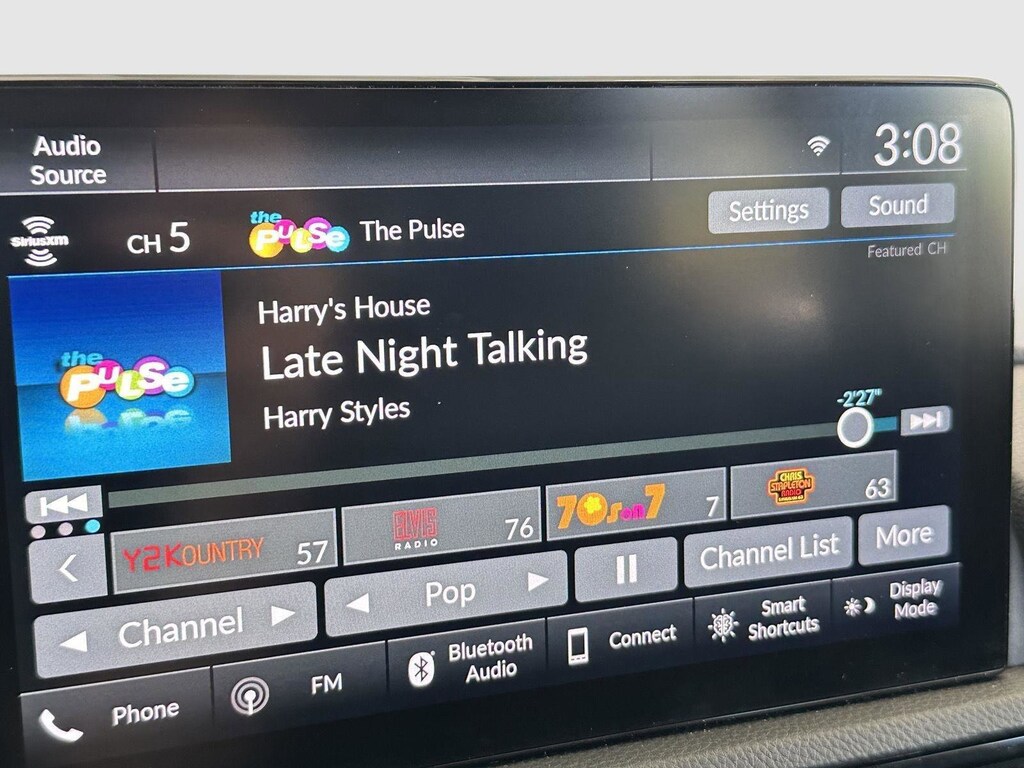 Audio
Source
3:08
SiriusXM
CH 5
the
PULSE
The Pulse
Settings
Sound
Featured CH
Harry's House
Late Night Talking
Harry Styles
the
PULSE
-2'27"
Y2KOUNTRY 57
ELVIS
RADIO
76
70s on 7 7
CHRIS
STAPLETON
RADIO
63
Channel
Pop
Channel List
More
Phone
FM
Bluetooth
Audio
Connect
Smart
Shortcuts
Display
Mode